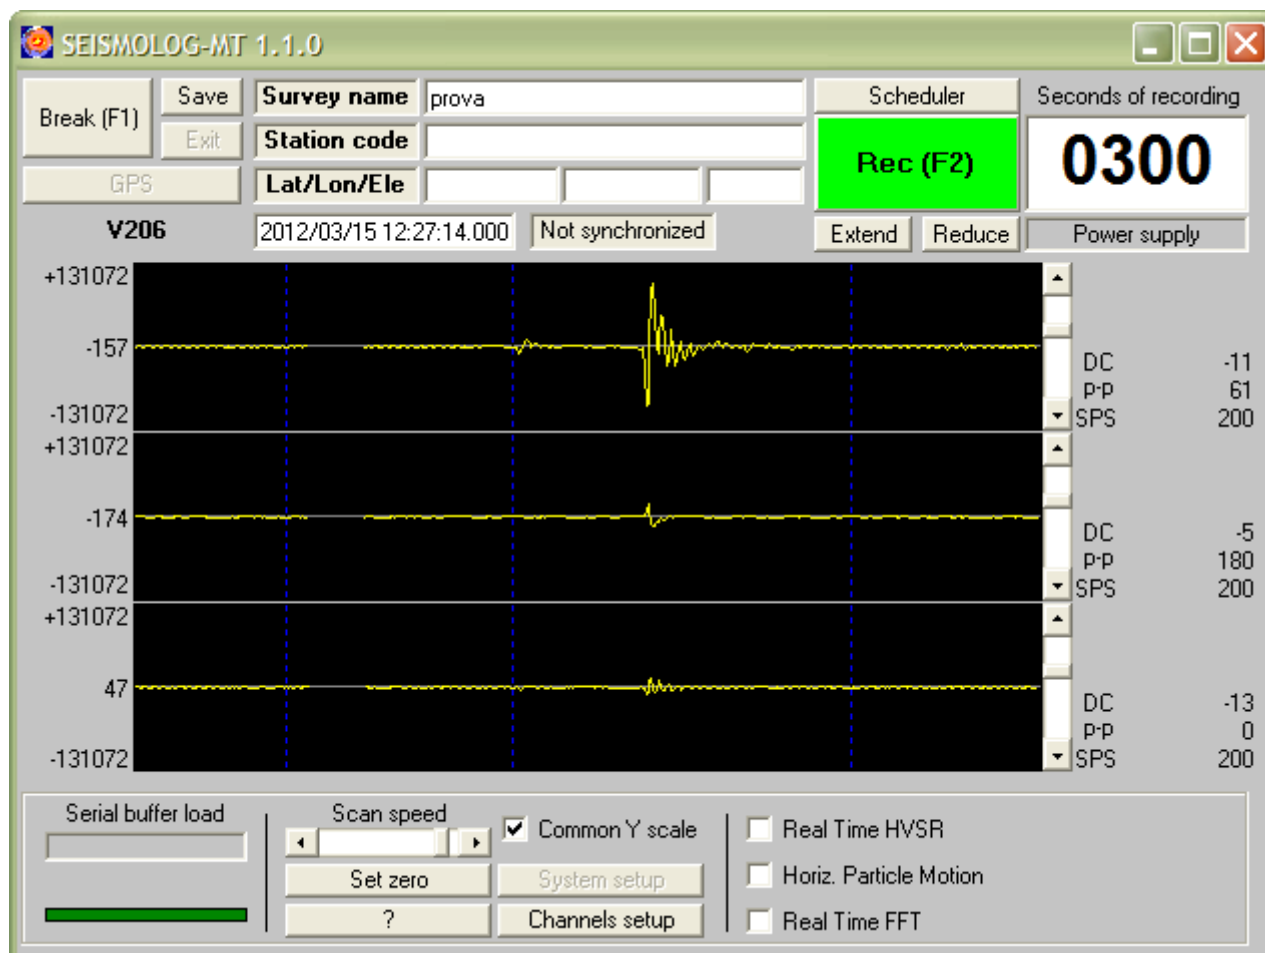 SEISMOLOG-MT 1.1.0
Break (F1) Save Survey name prova Scheduler Seconds of recording
Exit Station code Rec (F2) 0300
GPS Lat/Lon/Ele
V206 2012/03/15 12:27:14.000 Not synchronized Extend Reduce Power supply
+131072
-157
DC -11
p-p 61
-131072
SPS 200
+131072
-174
DC -5
p-p 180
-131072
SPS 200
+131072
47
DC -13
p-p 0
-131072
SPS 200
Serial buffer load Scan speed Common Y scale Real Time HVSR
Set zero System setup Horiz. Particle Motion
? Channels setup Real Time FFT